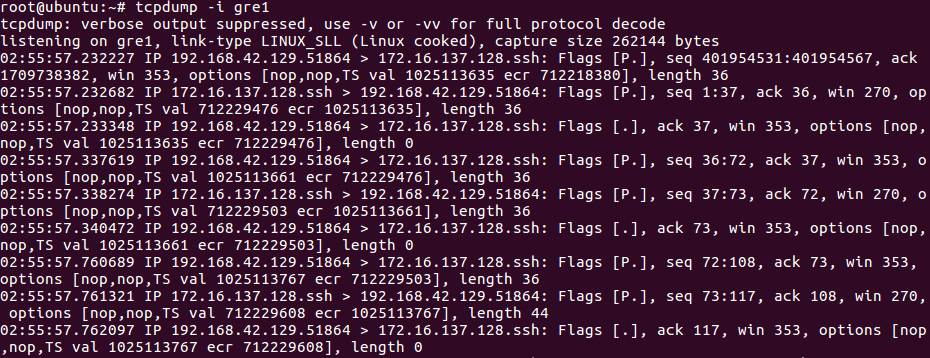 root@ubuntu:~# tcpdump -i gre1
tcpdump: verbose output suppressed, use -v or -vv for full protocol decode
listening on gre1, link-type LINUX_SLL (Linux cooked), capture size 262144 bytes
02:55:57.232227 IP 192.168.42.129.51864 > 172.16.137.128.ssh: Flags [P.], seq 401954531:401954567, ack
1709738382, win 353, options [nop,nop,TS val 1025113635 ecr 712218380], length 36
02:55:57.232682 IP 172.16.137.128.ssh > 192.168.42.129.51864: Flags [P.], seq 1:37, ack 36, win 270, op
tions [nop,nop,TS val 712229476 ecr 1025113635], length 36
02:55:57.233348 IP 192.168.42.129.51864 > 172.16.137.128.ssh: Flags [.], ack 37, win 353, options [nop,
nop,TS val 1025113635 ecr 712229476], length 0
02:55:57.337619 IP 192.168.42.129.51864 > 172.16.137.128.ssh: Flags [P.], seq 36:72, ack 37, win 353, o
ptions [nop,nop,TS val 1025113661 ecr 712229476], length 36
02:55:57.338274 IP 172.16.137.128.ssh > 192.168.42.129.51864: Flags [P.], seq 37:73, ack 72, win 270, o
ptions [nop,nop,TS val 712229503 ecr 1025113661], length 36
02:55:57.340472 IP 192.168.42.129.51864 > 172.16.137.128.ssh: Flags [.], ack 73, win 353, options [nop,
nop,TS val 1025113661 ecr 712229503], length 0
02:55:57.760689 IP 192.168.42.129.51864 > 172.16.137.128.ssh: Flags [P.], seq 72:108, ack 73, win 353,
options [nop,nop,TS val 1025113767 ecr 712229503], length 36
02:55:57.761321 IP 172.16.137.128.ssh > 192.168.42.129.51864: Flags [P.], seq 73:117, ack 108, win 270,
 options [nop,nop,TS val 712229608 ecr 1025113767], length 44
02:55:57.762097 IP 192.168.42.129.51864 > 172.16.137.128.ssh: Flags [.], ack 117, win 353, options [nop
,nop,TS val 1025113767 ecr 712229608], length 0